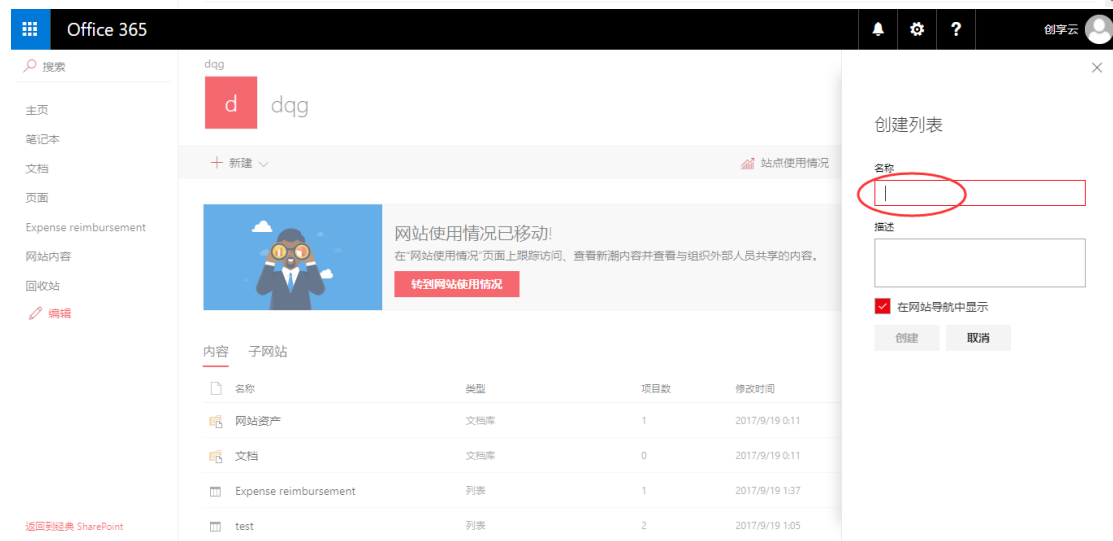 Office 365
创享云
搜索
主页
笔记本
文档
页面
Expense reimbursement
网站内容
回收站
编辑
返回到经典 SharePoint
dqg
d
dqg
新建
站点使用情况
网站使用情况已移动!
在"网站使用情况"页面上跟踪访问、查看新潮内容并查看与组织外部人员共享的内容。
转到网站使用情况
内容 子网站
名称 类型 项目数 修改时间
网站资产 文档库 1 2017/9/19 0:11
文档 文档库 0 2017/9/19 0:11
Expense reimbursement 列表 1 2017/9/19 1:37
test 列表 2 2017/9/19 1:05
创建列表
名称
描述
在网站导航中显示
创建 取消